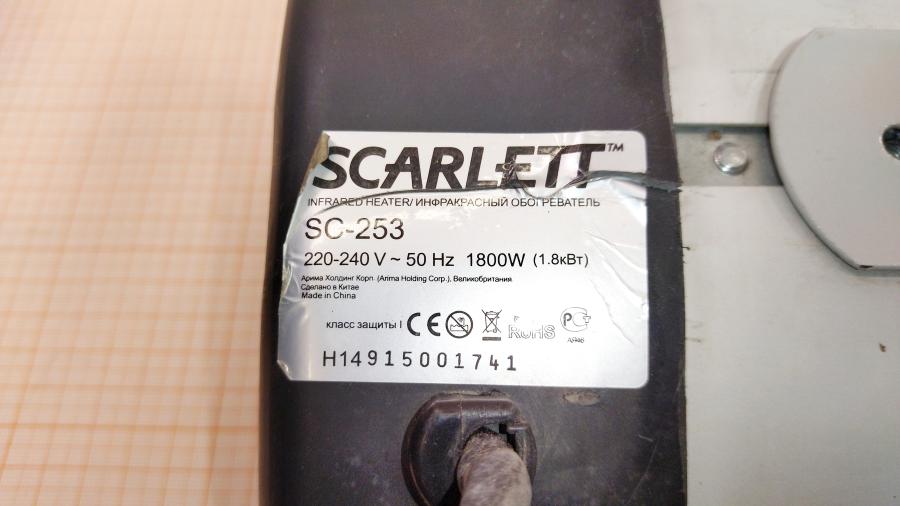 SCARLETT™
INFRARED HEATER/ ИНФРАКРАСНЫЙ ОБОГРЕВАТЕЛЬ
SC-253
220-240 V ~ 50 Hz 1800W (1.8кВт)
Арима Холдинг Корп. (Arima Holding Corp.), Великобритания.
Сделано в Китае
Made in China
класс защиты I CE RoHS РСТ
H14915001741